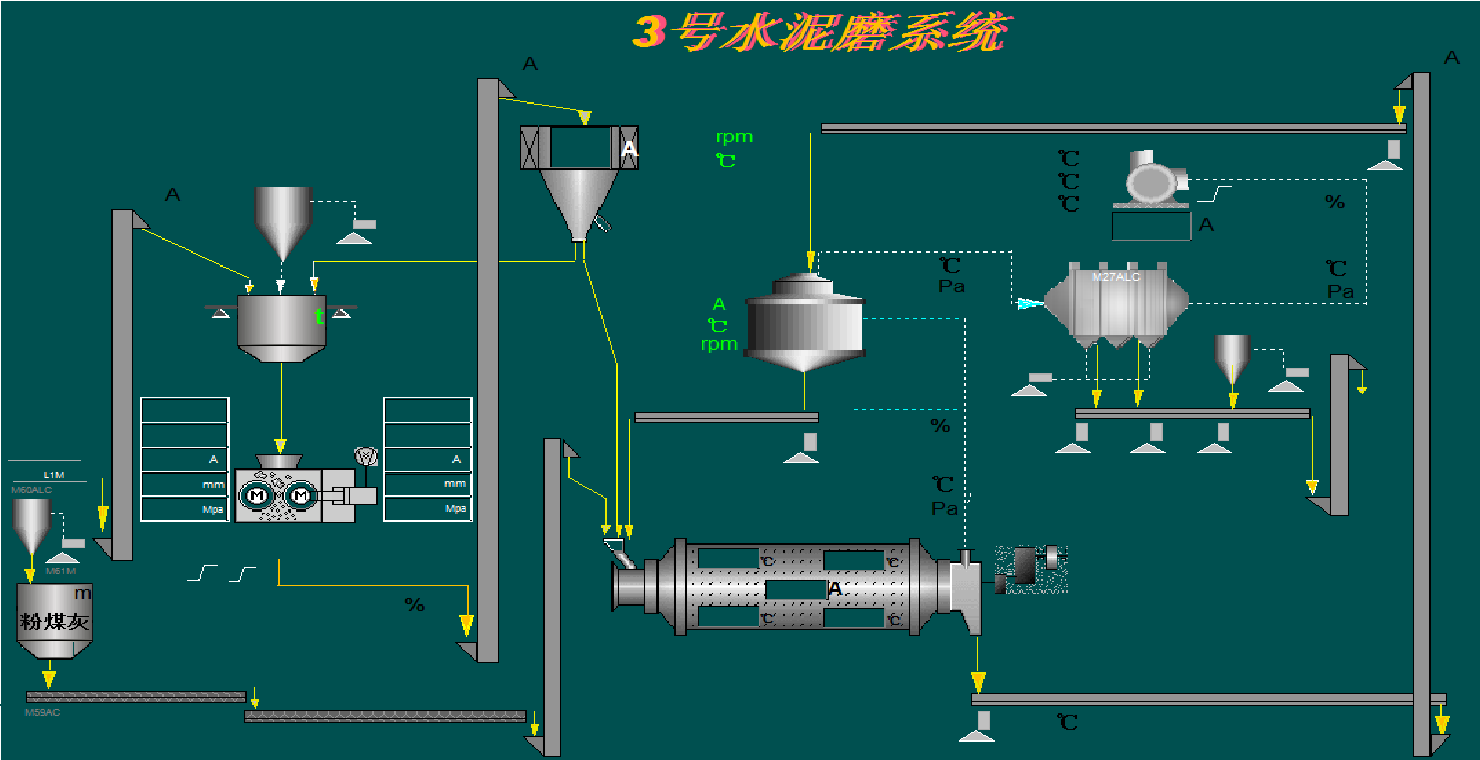 3号水泥磨系统
A
A
A
rpm
℃
℃
℃
℃
%
A
A
℃
Pa
℃
Pa
M27ALC
t
A
℃
rpm
%
A
mm
Mpa
A
mm
Mpa
M
M
M
L1M
M60ALC
M61M
℃
Pa
℃
℃
A
℃
℃
m
粉煤灰
%
M59AC
℃